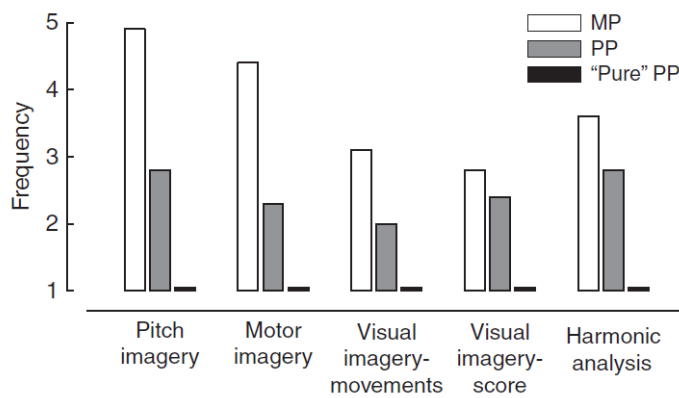 MP
PP
“Pure” PP
Frequency
5
4
3
2
1
Pitch
imagery
Motor
imagery
Visual
imagery-
movements
Visual
imagery-
score
Harmonic
analysis